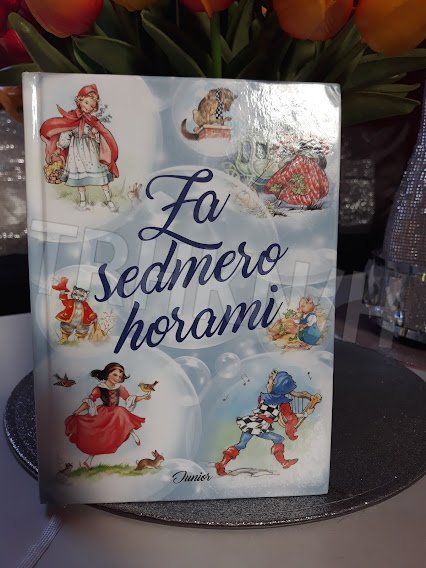 Za
sedmero
horami
Junior